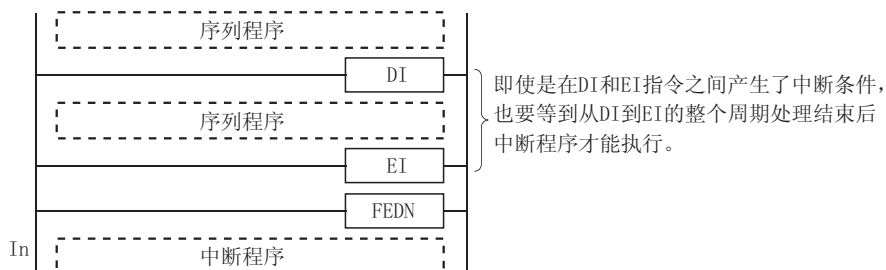 序列程序
DI
即使是在DI和EI指令之间产生了中断条件，
也要等到从DI到EI的整个周期处理结束后
中断程序才能执行。
序列程序
EI
FEDN
In
中断程序